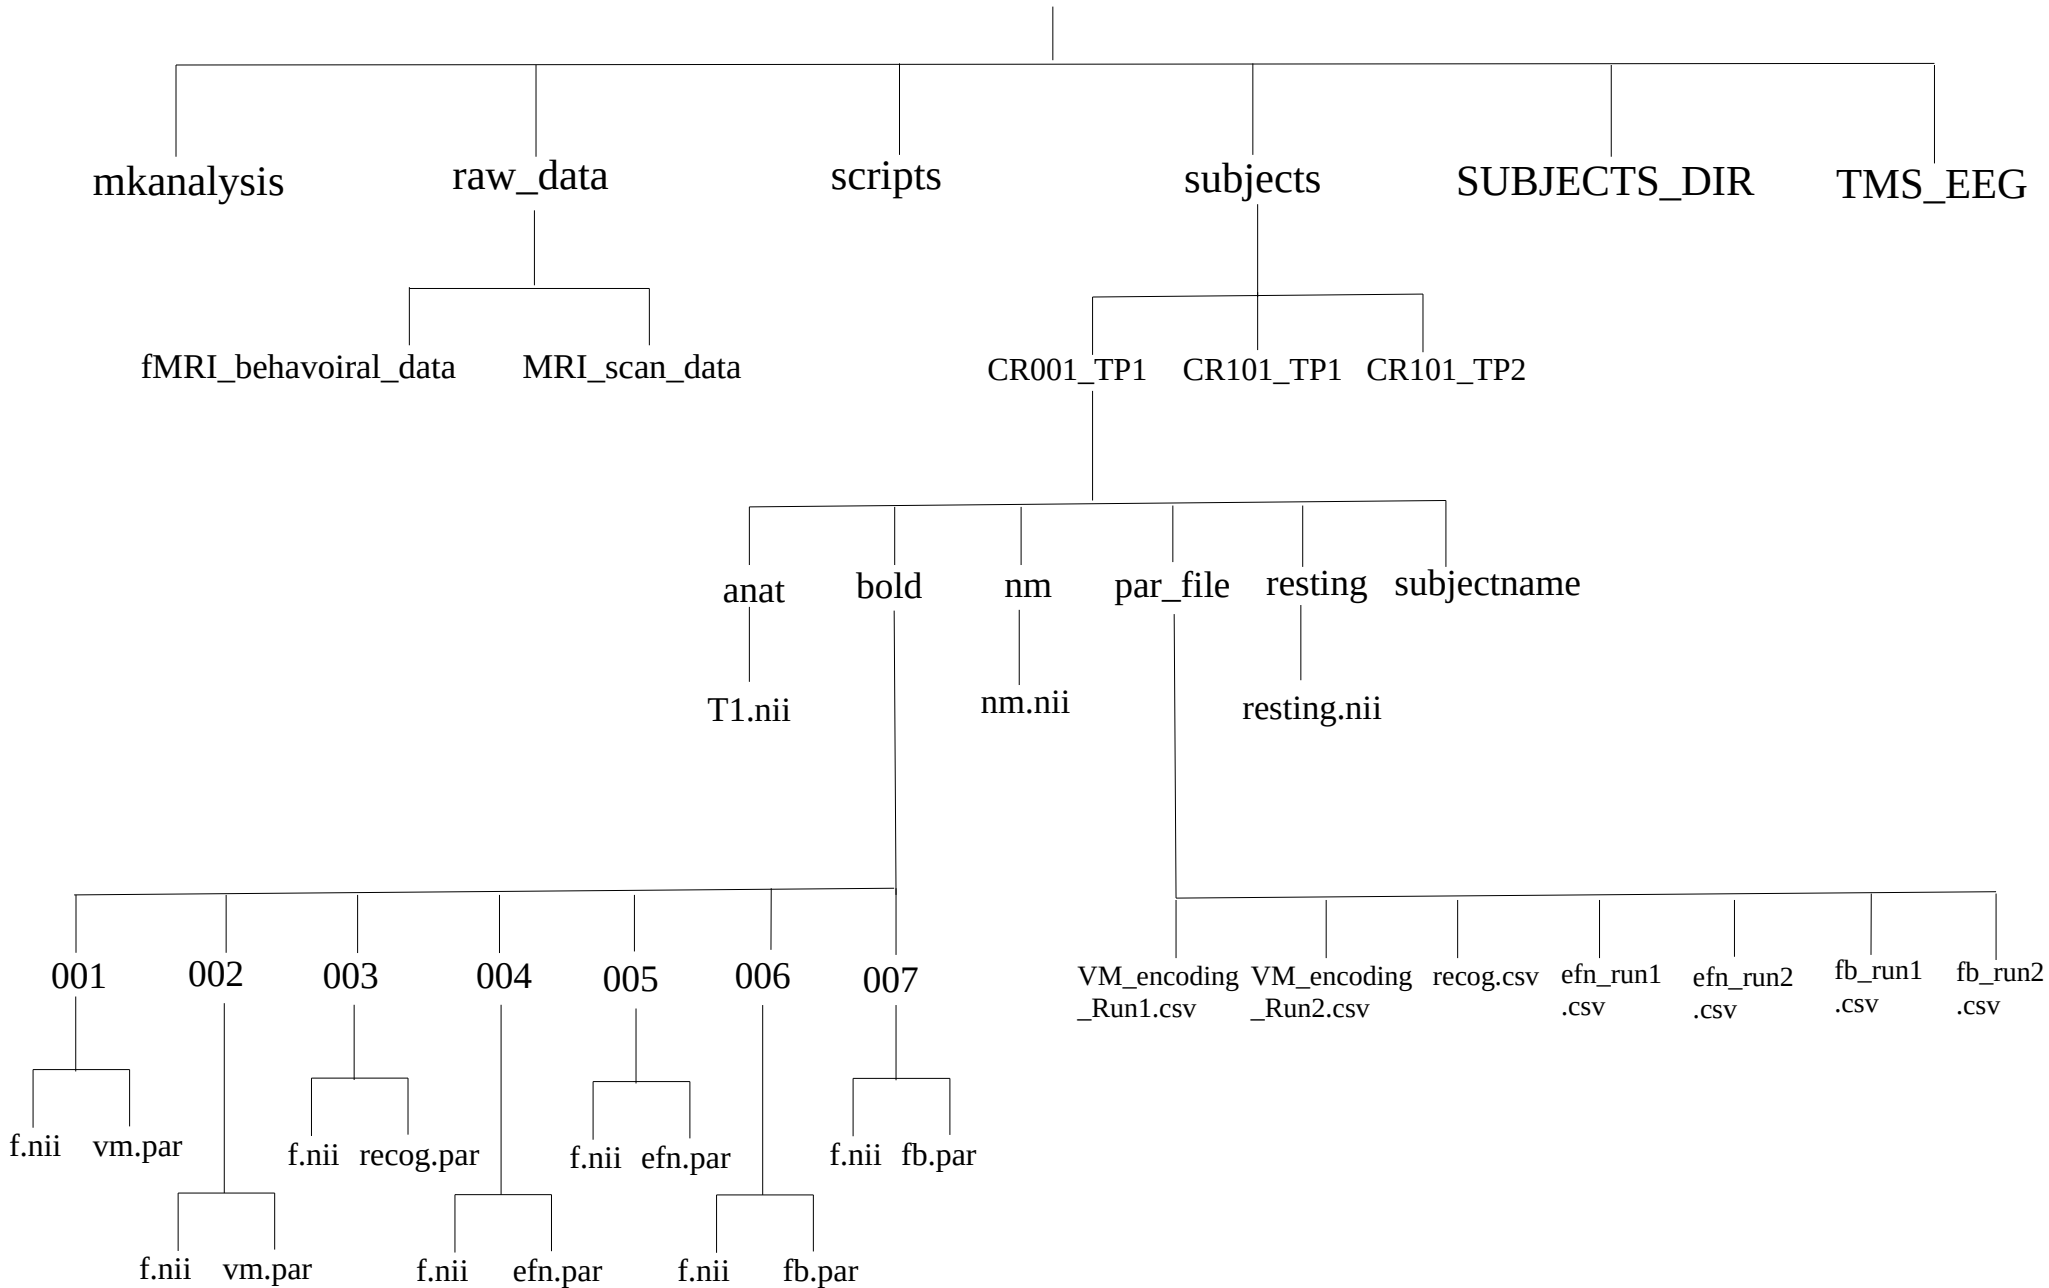 mkanalysis raw_data scripts subjects SUBJECTS_DIR TMS_EEG
fMRI_behavoiral_data MRI_scan_data CR001_TP1 CR101_TP1 CR101_TP2
anat bold nm par_file resting subjectname
T1.nii nm.nii resting.nii
001 002 003 004 005 006 007
VM_encoding
_Run1.csv
VM_encoding
_Run2.csv
recog.csv
efn_run1
.csv
efn_run2
.csv
fb_run1
.csv
fb_run2
.csv
f.nii vm.par f.nii recog.par f.nii efn.par f.nii fb.par
f.nii vm.par f.nii efn.par f.nii fb.par